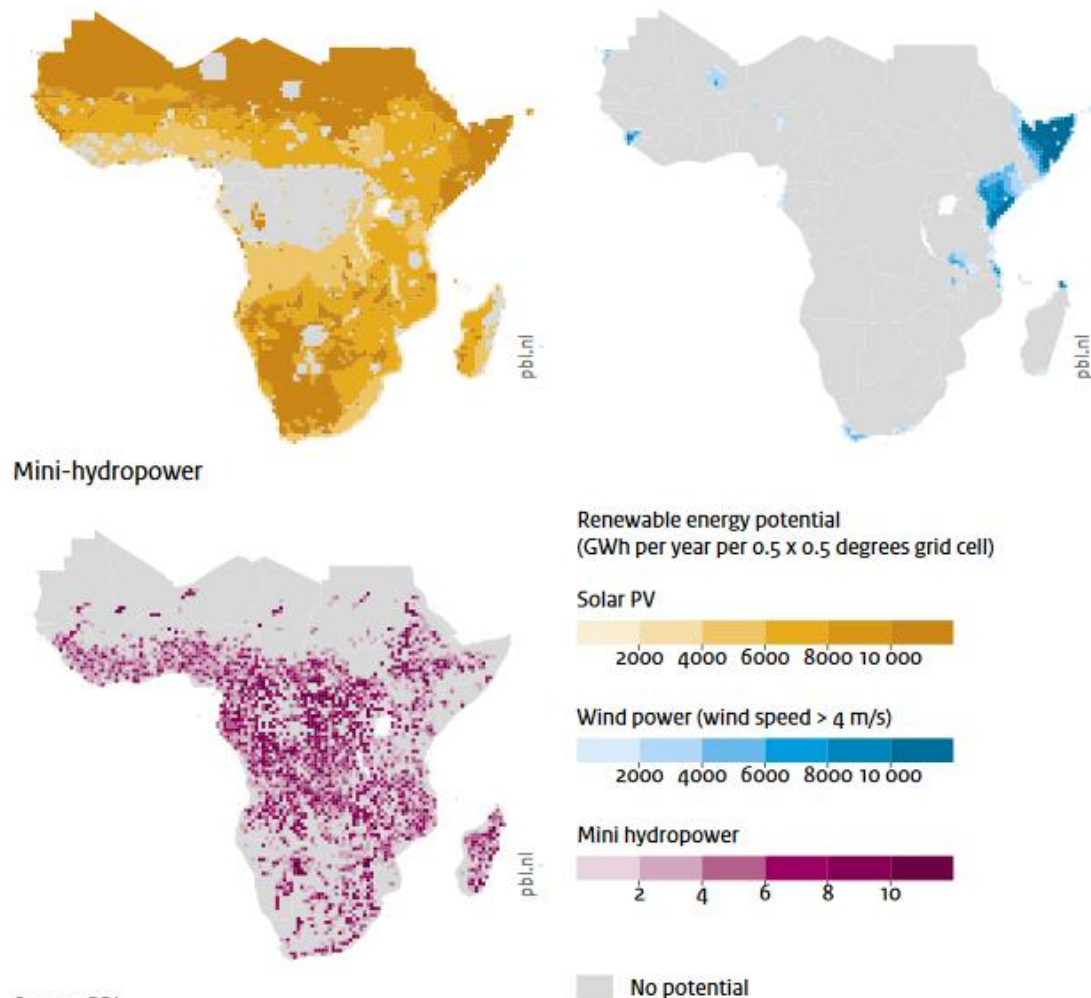 pbl.nl
pbl.nl
Mini-hydropower
Renewable energy potential
(GWh per year per 0.5 x 0.5 degrees grid cell)
Solar PV
2000 4000 6000 8000 10 000
Wind power (wind speed > 4 m/s)
2000 4000 6000 8000 10 000
Mini hydropower
2 4 6 8 10
pbl.nl
No potential